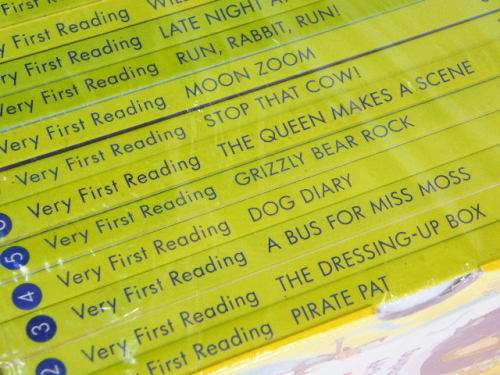 First Reading
y First Reading
Very First Reading LATE NIGHT
Very First Reading RUN, RABBIT, RUN!
Very First Reading MOON ZOOM
Very First Reading STOP THAT COW!
Very First Reading THE QUEEN MAKES A SCENE
5 Very First Reading GRIZZLY BEAR ROCK
4 Very First Reading DOG DIARY
3 Very First Reading A BUS FOR MISS MOSS
2 Very First Reading THE DRESSING-UP BOX
First Reading PIRATE PAT